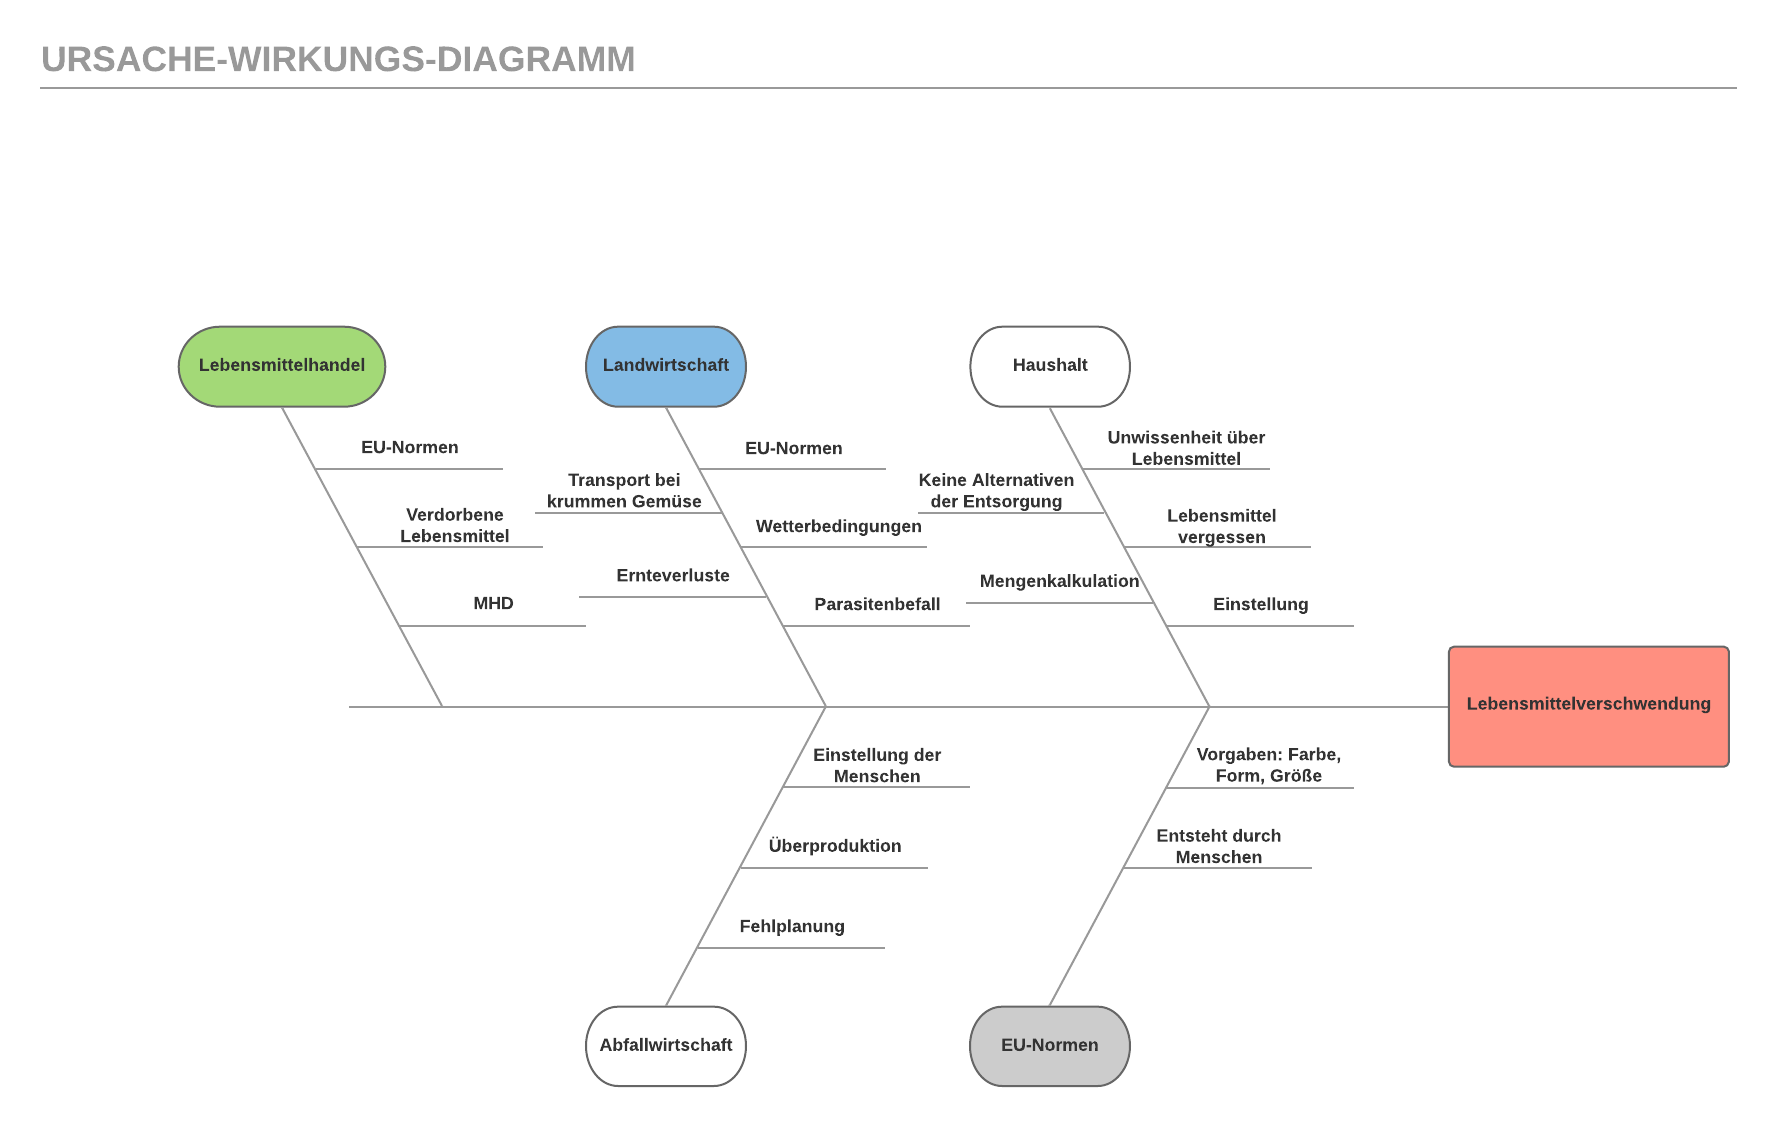 URSACHE-WIRKUNGS-DIAGRAMM
Lebensmittelhandel
Landwirtschaft
Haushalt
EU-Normen
Verdorbene
Lebensmittel
MHD
EU-Normen
Transport bei
krummen Gemüse
Wetterbedingungen
Ernteverluste
Parasitenbefall
Unwissenheit über
Lebensmittel
Keine Alternativen
der Entsorgung
Lebensmittel
vergessen
Mengenkalkulation
Einstellung
Lebensmittelverschwendung
Einstellung der
Menschen
Überproduktion
Fehlplanung
Vorgaben: Farbe,
Form, Größe
Entsteht durch
Menschen
Abfallwirtschaft
EU-Normen